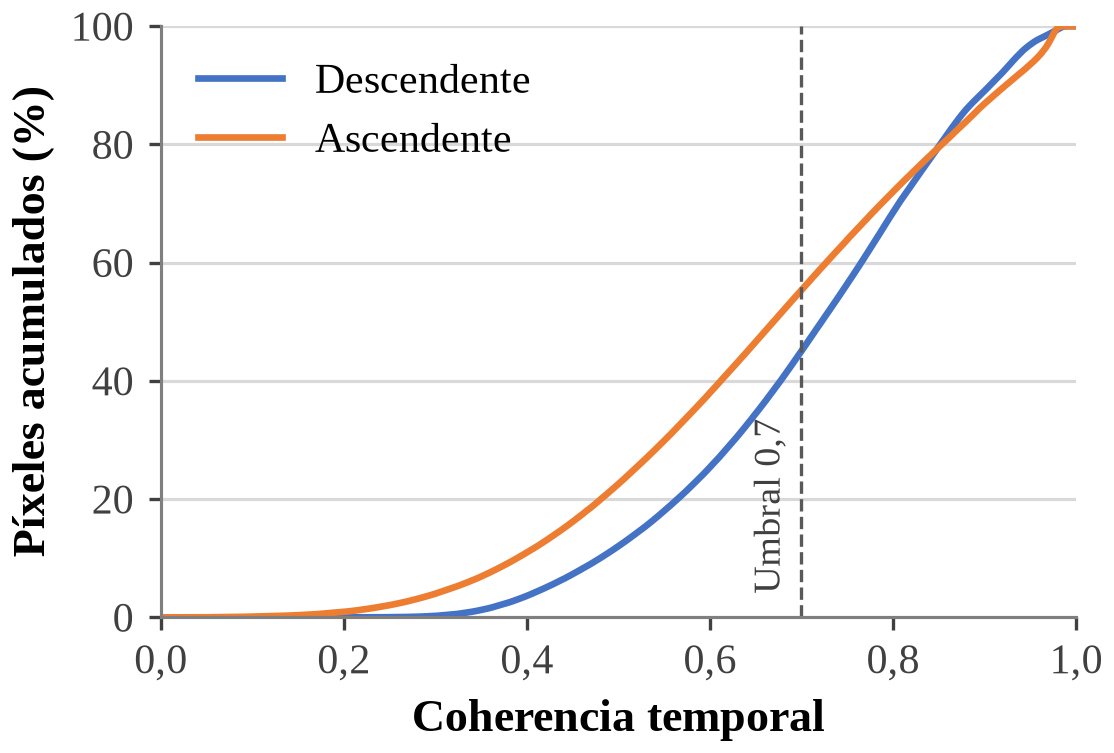 Píxeles acumulados (%)
100
80
60
40
20
0
Descendente
Ascendente
Umbral 0,7
0,0
0,2
0,4
0,6
0,8
1,0
Coherencia temporal